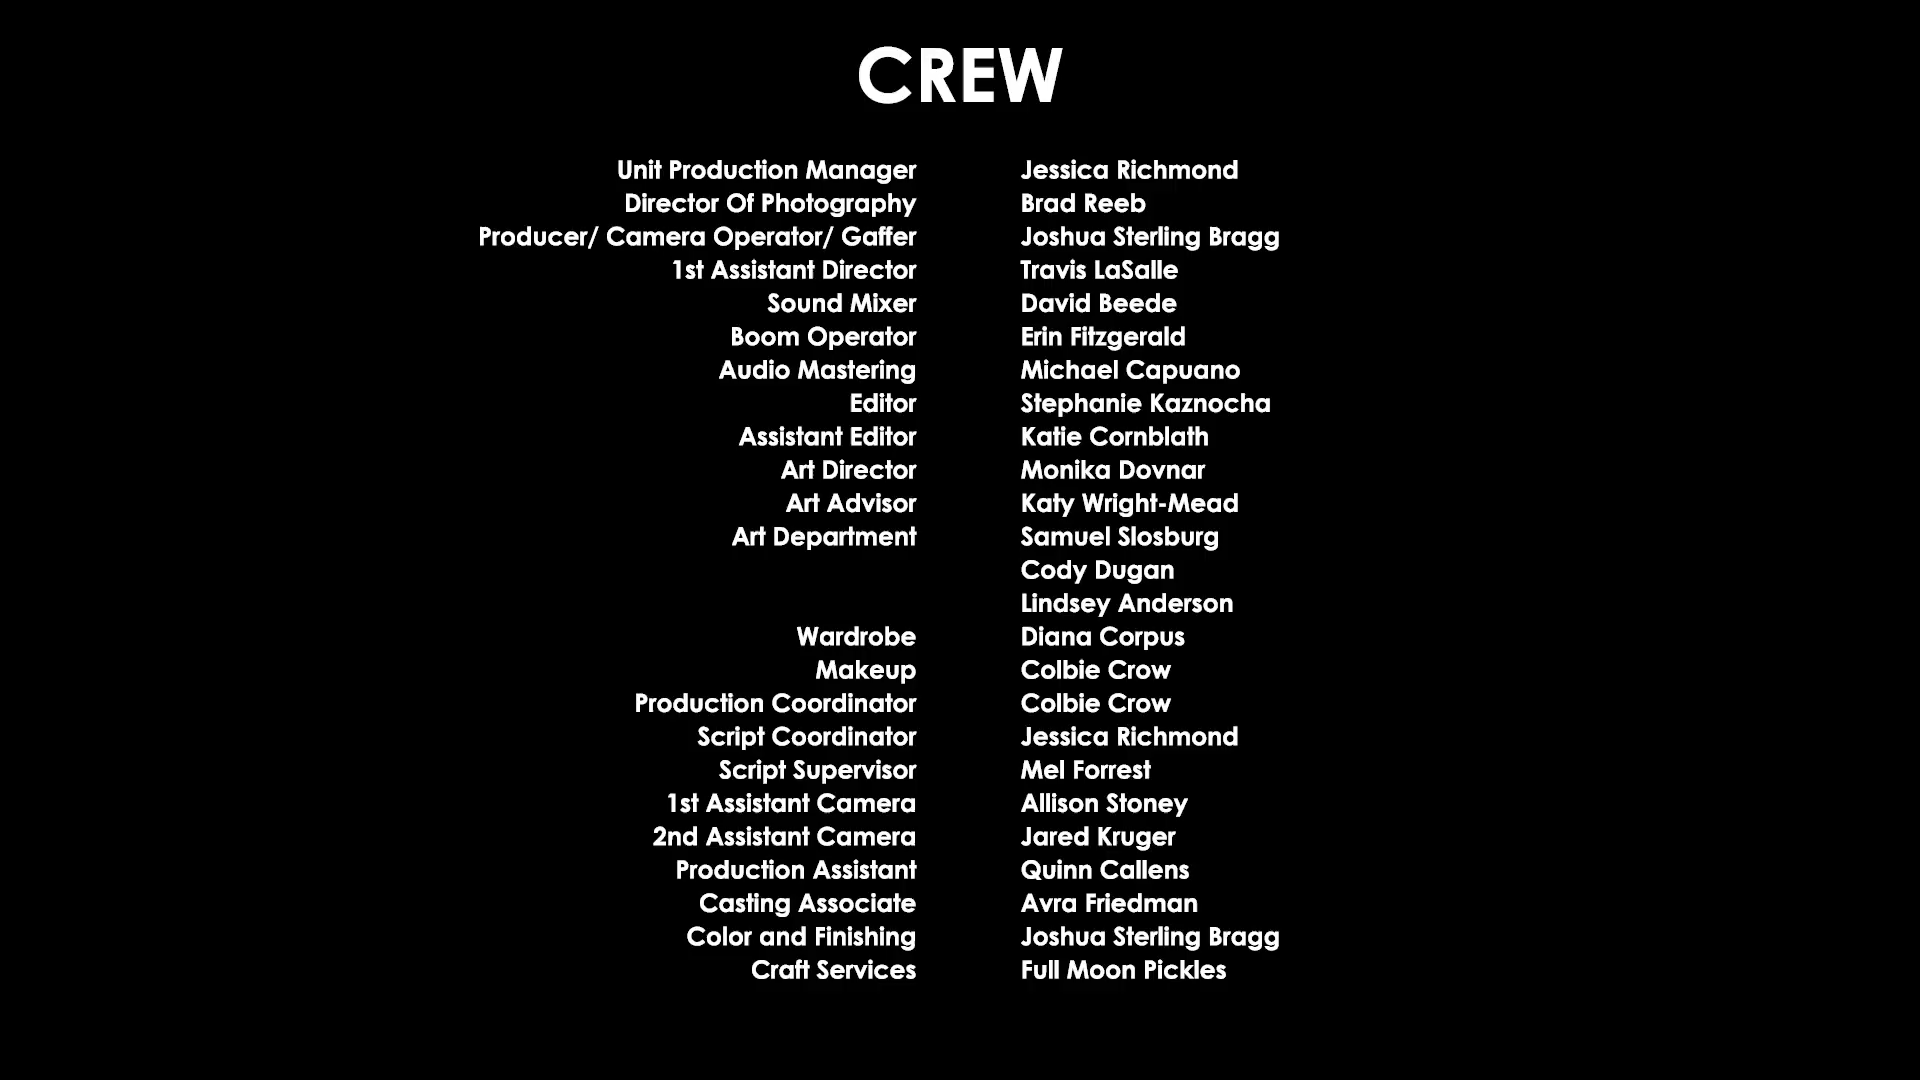 CREW
Unit Production Manager Jessica Richmond
Director Of Photography Brad Reeb
Producer/ Camera Operator/ Gaffer Joshua Sterling Bragg
1st Assistant Director Travis LaSalle
Sound Mixer David Beede
Boom Operator Erin Fitzgerald
Audio Mastering Michael Capuano
Editor Stephanie Kaznocha
Assistant Editor Katie Cornblath
Art Director Monika Dovnar
Art Advisor Katy Wright-Mead
Art Department Samuel Slosburg
Cody Dugan
Lindsey Anderson
Wardrobe Diana Corpus
Makeup Colbie Crow
Production Coordinator Colbie Crow
Script Coordinator Jessica Richmond
Script Supervisor Mel Forrest
1st Assistant Camera Allison Stoney
2nd Assistant Camera Jared Kruger
Production Assistant Quinn Callens
Casting Associate Avra Friedman
Color and Finishing Joshua Sterling Bragg
Craft Services Full Moon Pickles